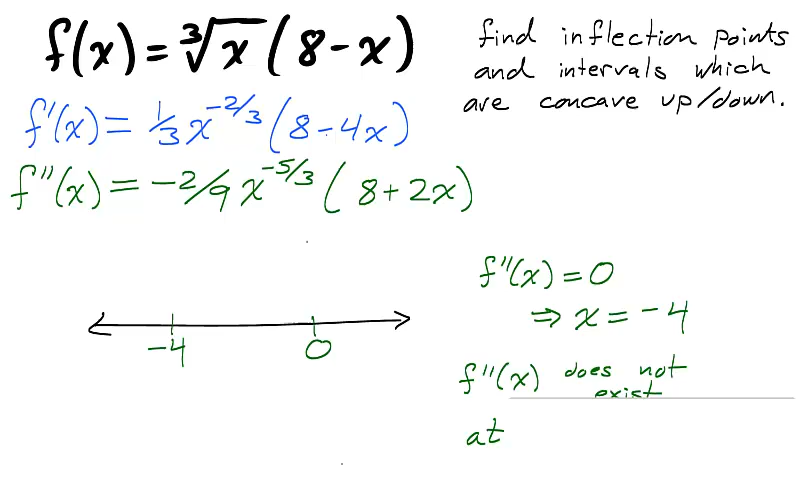 f(x) = ∛x (8 - x)
find inflection points
and intervals which
are concave up/down.
f'(x) = 1/3 x^(-2/3) (8 - 4x)
f''(x) = -2/9 x^(-5/3) (8 + 2x)
f''(x) = 0
⇒ x = -4
-4 0
f''(x) does not
exist
at